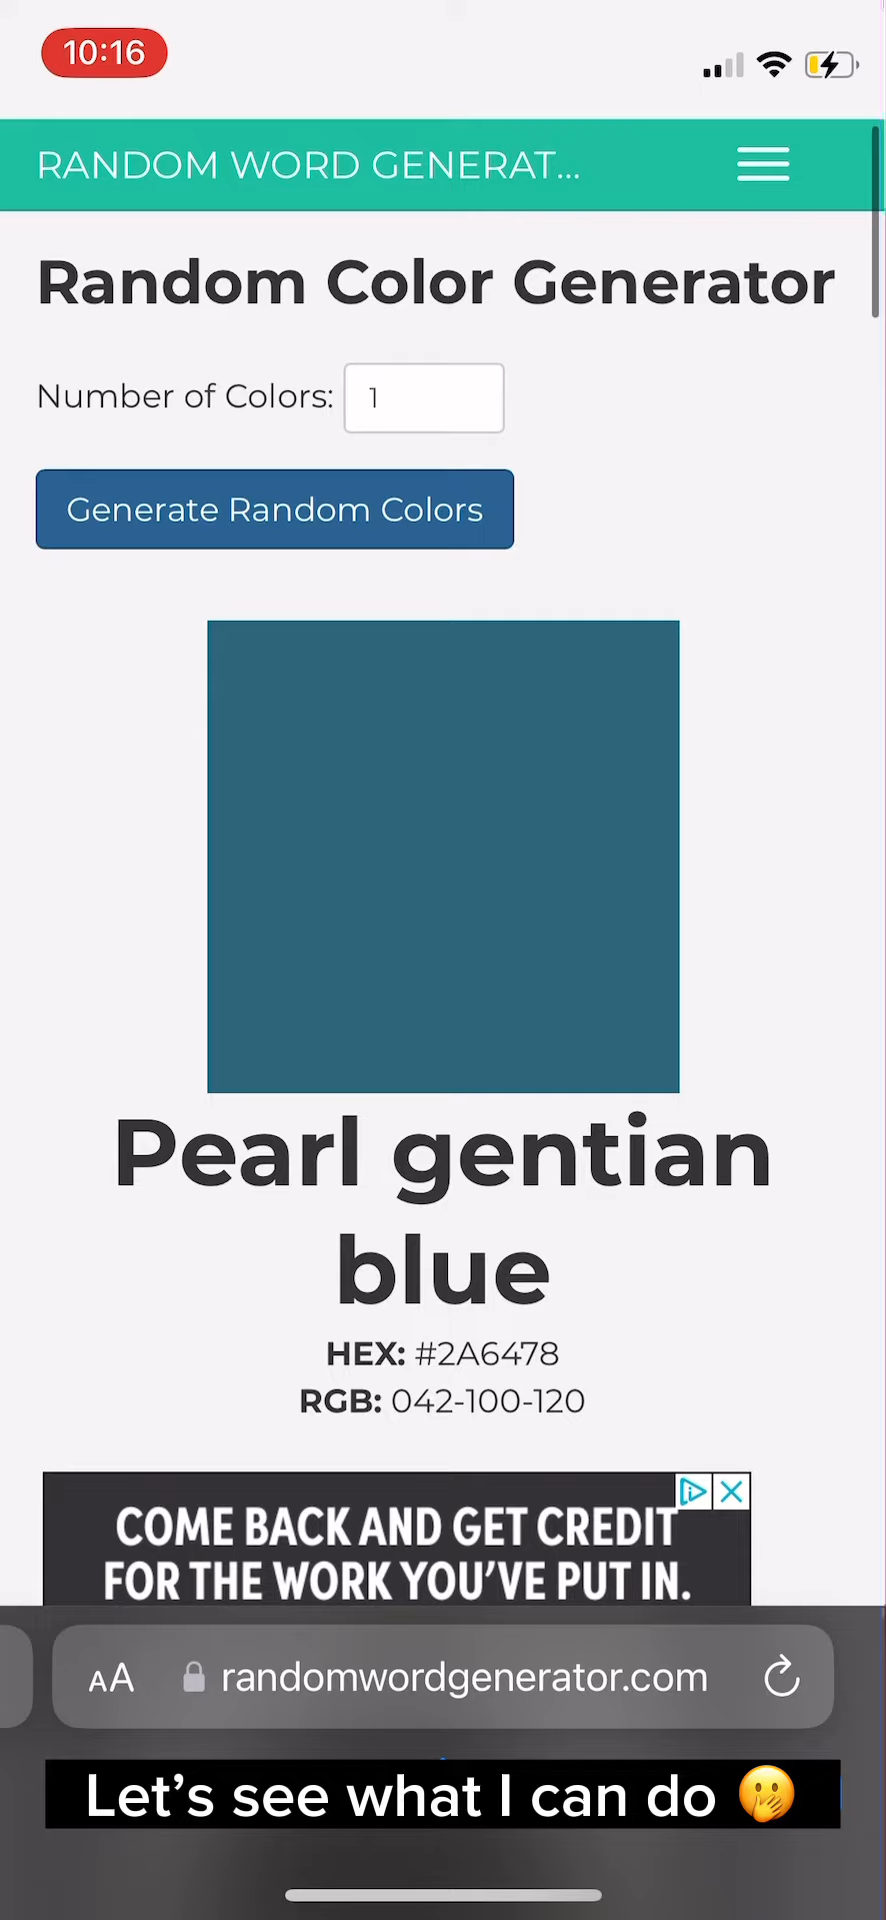 10:16
RANDOM WORD GENERAT...
Random Color Generator
Number of Colors: 1
Generate Random Colors
Pearl gentian
blue
HEX: #2A6478
RGB: 042-100-120
COME BACK AND GET CREDIT
FOR THE WORK YOU'VE PUT IN.
AA randomwordgenerator.com
Let's see what I can do 🤭